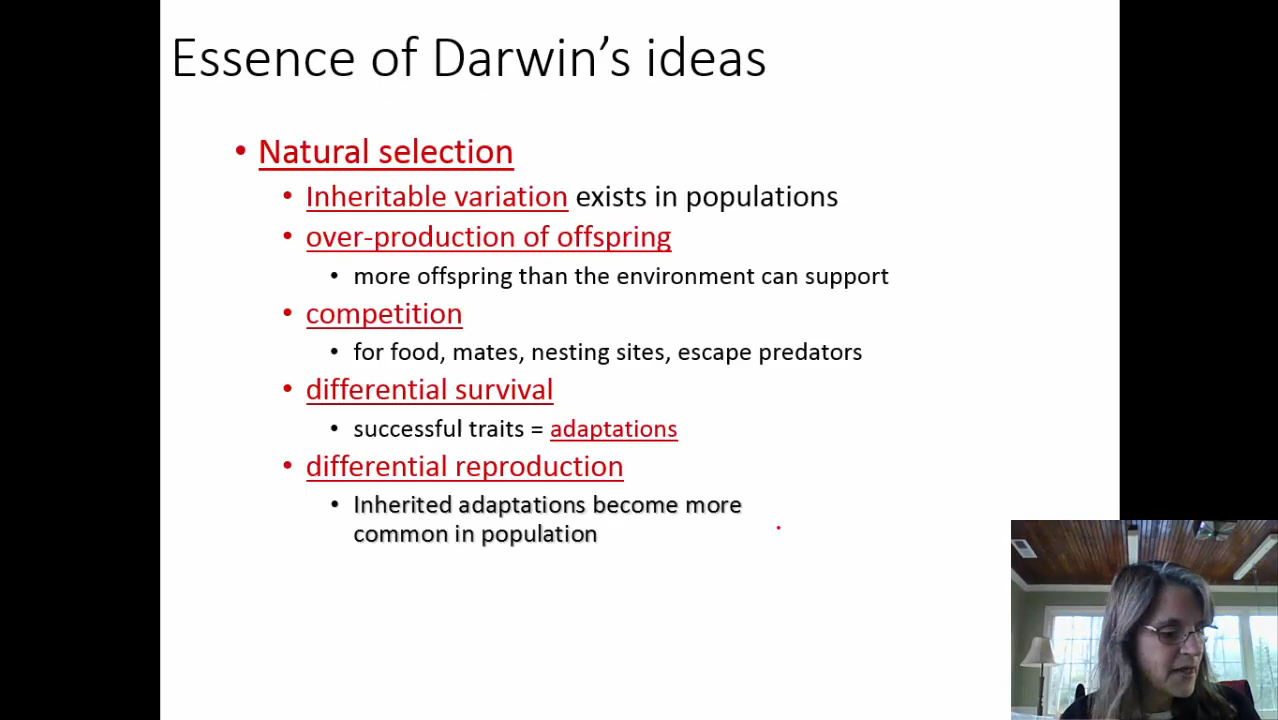 Essence of Darwin’s ideas
• Natural selection
• Inheritable variation exists in populations
• over-production of offspring
• more offspring than the environment can support
• competition
• for food, mates, nesting sites, escape predators
• differential survival
• successful traits = adaptations
• differential reproduction
• Inherited adaptations become more
common in population